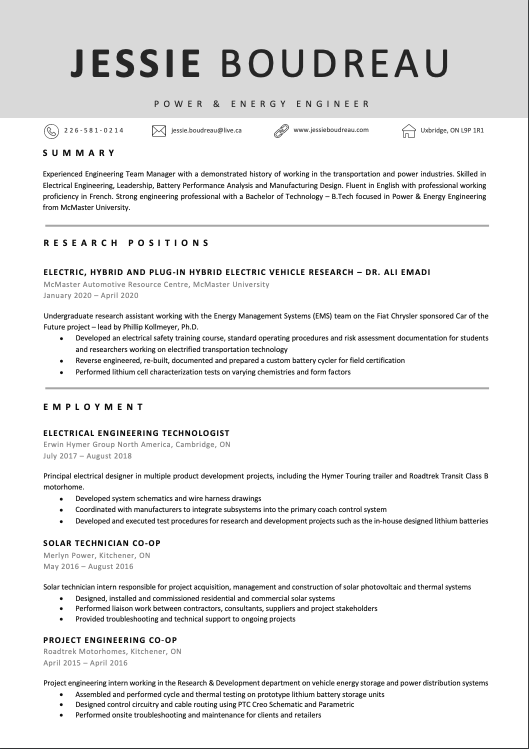 JESSIE BOUDREAU
POWER & ENERGY ENGINEER
226-581-0214
jessie.boudreau@live.ca
www.jessieboudreau.com
Uxbridge, ON L9P 1R1
SUMMARY
Experienced Engineering Team Manager with a demonstrated history of working in the transportation and power industries. Skilled in
Electrical Engineering, Leadership, Battery Performance Analysis and Manufacturing Design. Fluent in English with professional working
proficiency in French. Strong engineering professional with a Bachelor of Technology – B.Tech focused in Power & Energy Engineering
from McMaster University.
RESEARCH POSITIONS
ELECTRIC, HYBRID AND PLUG-IN HYBRID ELECTRIC VEHICLE RESEARCH – DR. ALI EMADI
McMaster Automotive Resource Centre, McMaster University
January 2020 – April 2020
Undergraduate research assistant working with the Energy Management Systems (EMS) team on the Fiat Chrysler sponsored Car of the
Future project – lead by Phillip Kollmeyer, Ph.D.
• Developed an electrical safety training course, standard operating procedures and risk assessment documentation for students
and researchers working on electrified transportation technology
• Reverse engineered, re-built, documented and prepared a custom battery cycler for field certification
• Performed lithium cell characterization tests on varying chemistries and form factors
EMPLOYMENT
ELECTRICAL ENGINEERING TECHNOLOGIST
Erwin Hymer Group North America, Cambridge, ON
July 2017 – August 2018
Principal electrical designer in multiple product development projects, including the Hymer Touring trailer and Roadtrek Transit Class B
motorhome.
• Developed system schematics and wire harness drawings
• Coordinated with manufacturers to integrate subsystems into the primary coach control system
• Developed and executed test procedures for research and development projects such as the in-house designed lithium batteries
SOLAR TECHNICIAN CO-OP
Merlyn Power, Kitchener, ON
May 2016 – August 2016
Solar technician intern responsible for project acquisition, management and construction of solar photovoltaic and thermal systems
• Designed, installed and commissioned residential and commercial solar systems
• Performed liaison work between contractors, consultants, suppliers and project stakeholders
• Provided troubleshooting and technical support to ongoing projects
PROJECT ENGINEERING CO-OP
Roadtrek Motorhomes, Kitchener, ON
April 2015 – April 2016
Project engineering intern working in the Research & Development department on vehicle energy storage and power distribution systems
• Assembled and performed cycle and thermal testing on prototype lithium battery storage units
• Designed control circuitry and cable routing using PTC Creo Schematic and Parametric
• Performed onsite troubleshooting and maintenance for clients and retailers